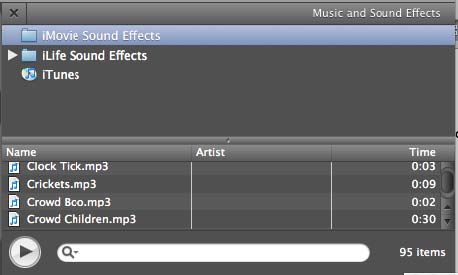 Music and Sound Effects
iMovie Sound Effects
iLife Sound Effects
iTunes
Name Artist Time
Clock Tick.mp3 0:03
Crickets.mp3 0:09
Crowd Bco.mp3 0:02
Crowd Children.mp3 0:30
95 items